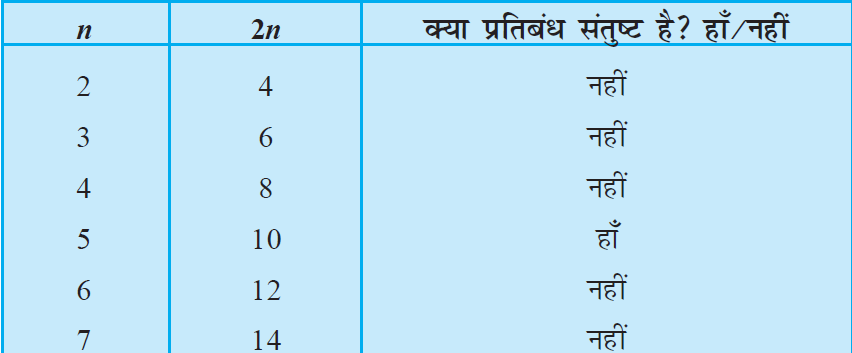 n 2n क्या प्रतिबंध संतुष्ट है? हाँ/नहीं
2 4 नहीं
3 6 नहीं
4 8 नहीं
5 10 हाँ
6 12 नहीं
7 14 नहीं